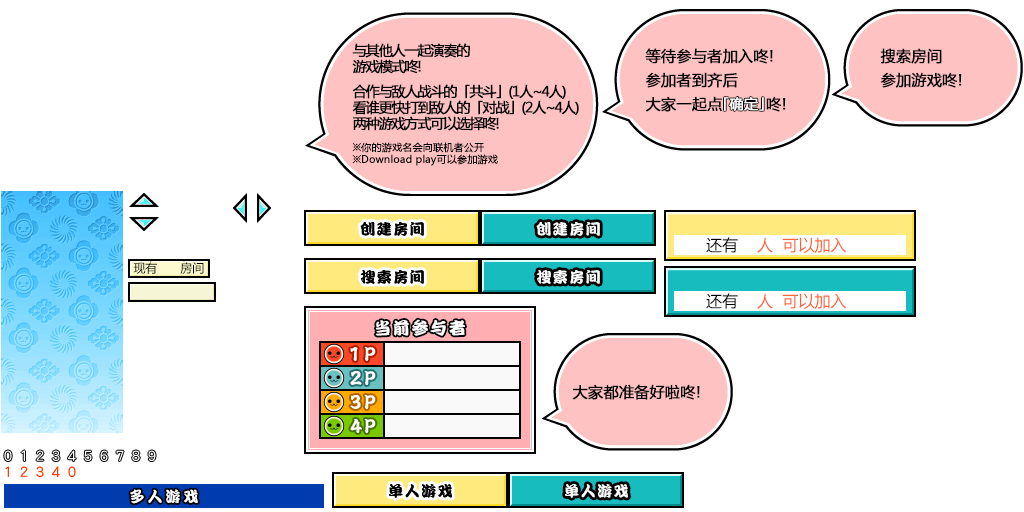 与其他人一起演奏的
游戏模式咚!
合作与敌人战斗的「共斗」(1人~4人)
看谁更快打到敌人的「对战」(2人~4人)
两种游戏方式可以选择咚!
※你的游戏名会向联机者公开
※Download play可以参加游戏
等待参与者加入咚!
参加者到齐后
大家一起点「确定」咚!
搜索房间
参加游戏咚!
现有 房间
创建房间
创建房间
搜索房间
搜索房间
还有 人 可以加入
还有 人 可以加入
当前参与者
1P
2P
3P
4P
大家都准备好啦咚!
0 1 2 3 4 5 6 7 8 9
1 2 3 4 0
多人游戏
单人游戏
单人游戏